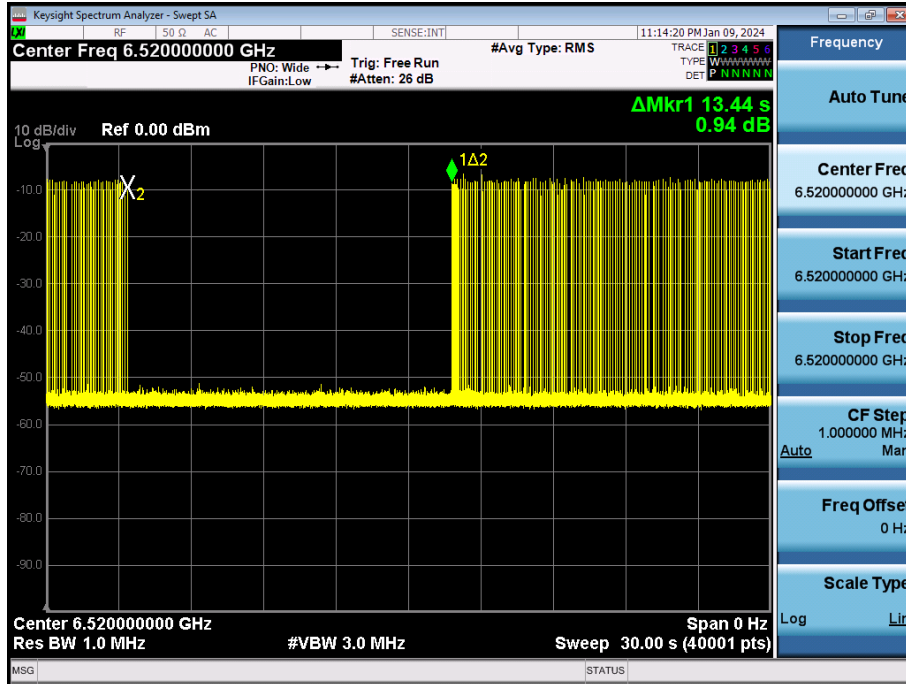 Keysight Spectrum Analyzer - Swept SA
LXI RF 50 Ω AC SENSE:INT 11:14:20 PM Jan 09, 2024
Center Freq 6.520000000 GHz
PNO: Wide
IFGain:Low
Trig: Free Run
#Atten: 26 dB
#Avg Type: RMS
TRACE 1 2 3 4 5 6
TYPE WWWWWW
DET P N N N N N
ΔMkr1 13.44 s
0.94 dB
10 dB/div Ref 0.00 dBm
Log
1Δ2
X2
-10.0
-20.0
-30.0
-40.0
-50.0
-60.0
-70.0
-80.0
-90.0
Center 6.520000000 GHz Span 0 Hz
Res BW 1.0 MHz #VBW 3.0 MHz Sweep 30.00 s (40001 pts)
MSG STATUS
Frequency
Auto Tune
Center Freq
6.520000000 GHz
Start Freq
6.520000000 GHz
Stop Freq
6.520000000 GHz
CF Step
1.000000 MHz
Auto Man
Freq Offset
0 Hz
Scale Type
Log Lin